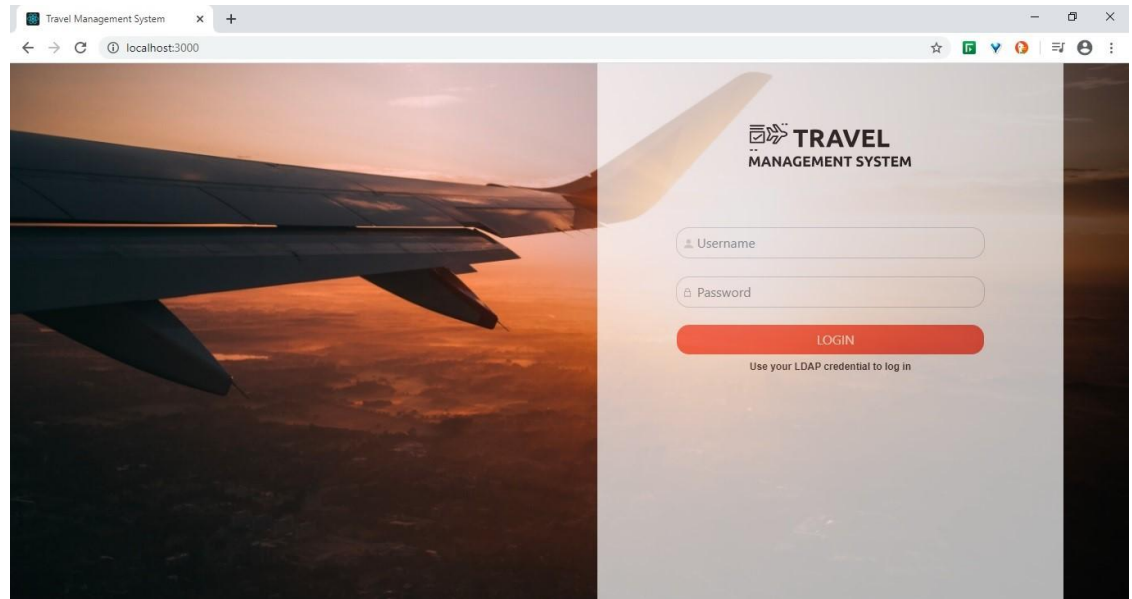 Travel Management System
localhost:3000
TRAVEL
MANAGEMENT SYSTEM
Username
Password
LOGIN
Use your LDAP credential to log in